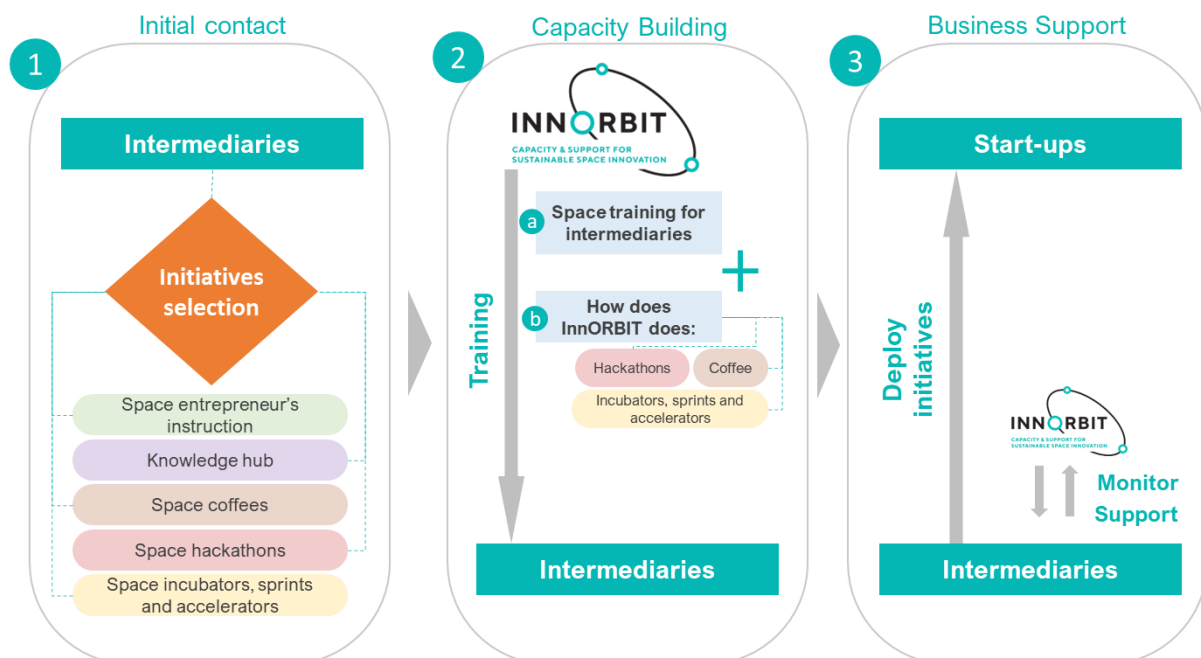 Initial contact
1
Intermediaries
Initiatives
selection
Space entrepreneur's
instruction
Knowledge hub
Space coffees
Space hackathons
Space incubators, sprints
and accelerators
Capacity Building
2
INNORBIT
CAPACITY & SUPPORT FOR
SUSTAINABLE SPACE INNOVATION
Training
a
Space training for
intermediaries
+
b
How does
InnORBIT does:
Hackathons
Coffee
Incubators, sprints and
accelerators
Intermediaries
Business Support
3
Start-ups
Deploy
initiatives
INNORBIT
CAPACITY & SUPPORT FOR
SUSTAINABLE SPACE INNOVATION
Monitor
Support
Intermediaries